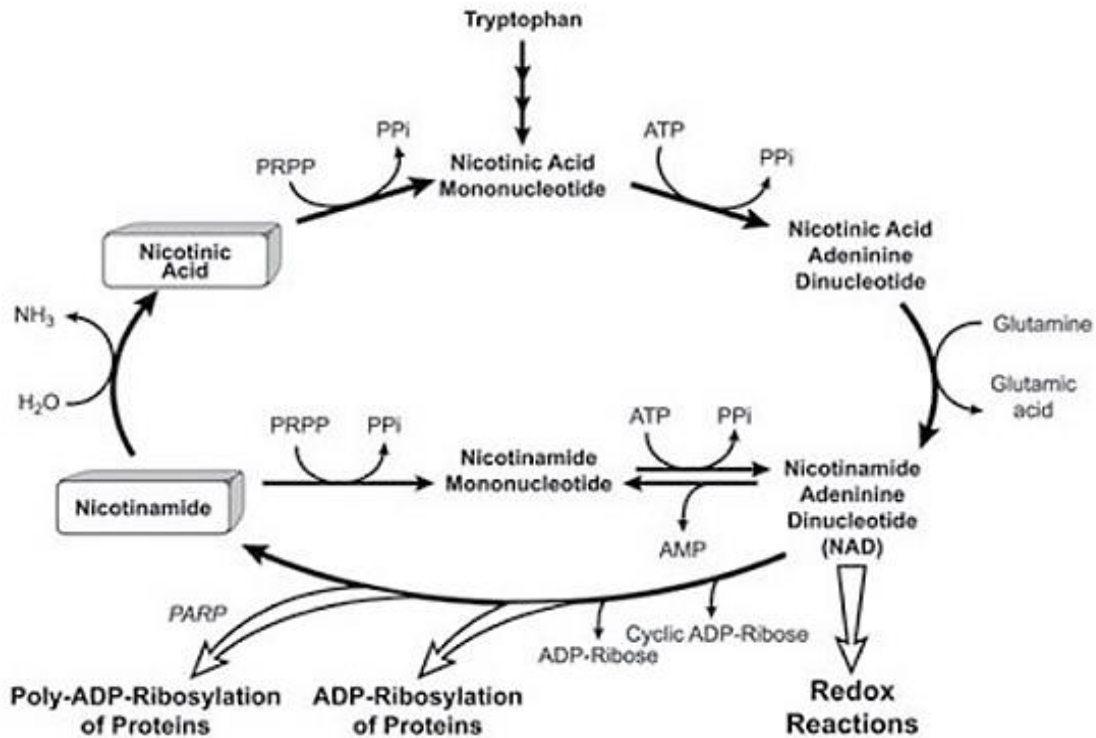 Tryptophan
PPi
PRPP
Nicotinic Acid
Mononucleotide
ATP
PPi
Nicotinic
Acid
Nicotinic Acid
Adeninine
Dinucleotide
NH3
H2O
Glutamine
Glutamic
acid
PRPP
PPi
ATP
PPi
Nicotinamide
Nicotinamide
Mononucleotide
Nicotinamide
Adeninine
Dinucleotide
(NAD)
AMP
PARP
ADP-Ribose
Cyclic ADP-Ribose
Poly-ADP-Ribosylation
of Proteins
ADP-Ribosylation
of Proteins
Redox
Reactions